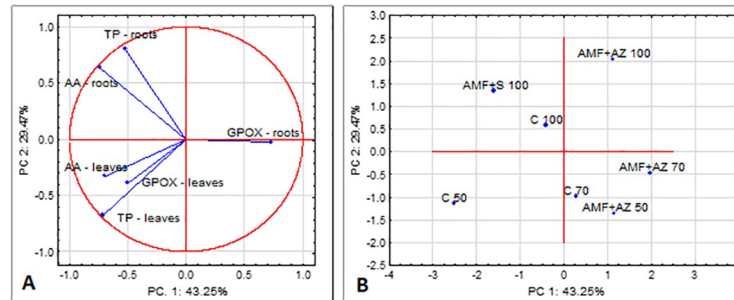 1.0
0.5
0.0
-0.5
-1.0
PC 2: 29.47%
TP - roots
AA - roots
GPOX - roots
AA - leaves
GPOX - leaves
TP - leaves
A
-1.0 -0.5 0.0 0.5 1.0
PC. 1: 43.25%
3.0
2.5
2.0
1.5
1.0
0.5
0.0
-0.5
-1.0
-1.5
-2.0
-2.5
PC 2: 29.47%
AMF+AZ 100
AMF+S 100
C 100
AMF+AZ 70
C 50
C 70
AMF+AZ 50
B
-4 -3 -2 -1 0 1 2 3 4
PC 1: 43.25%